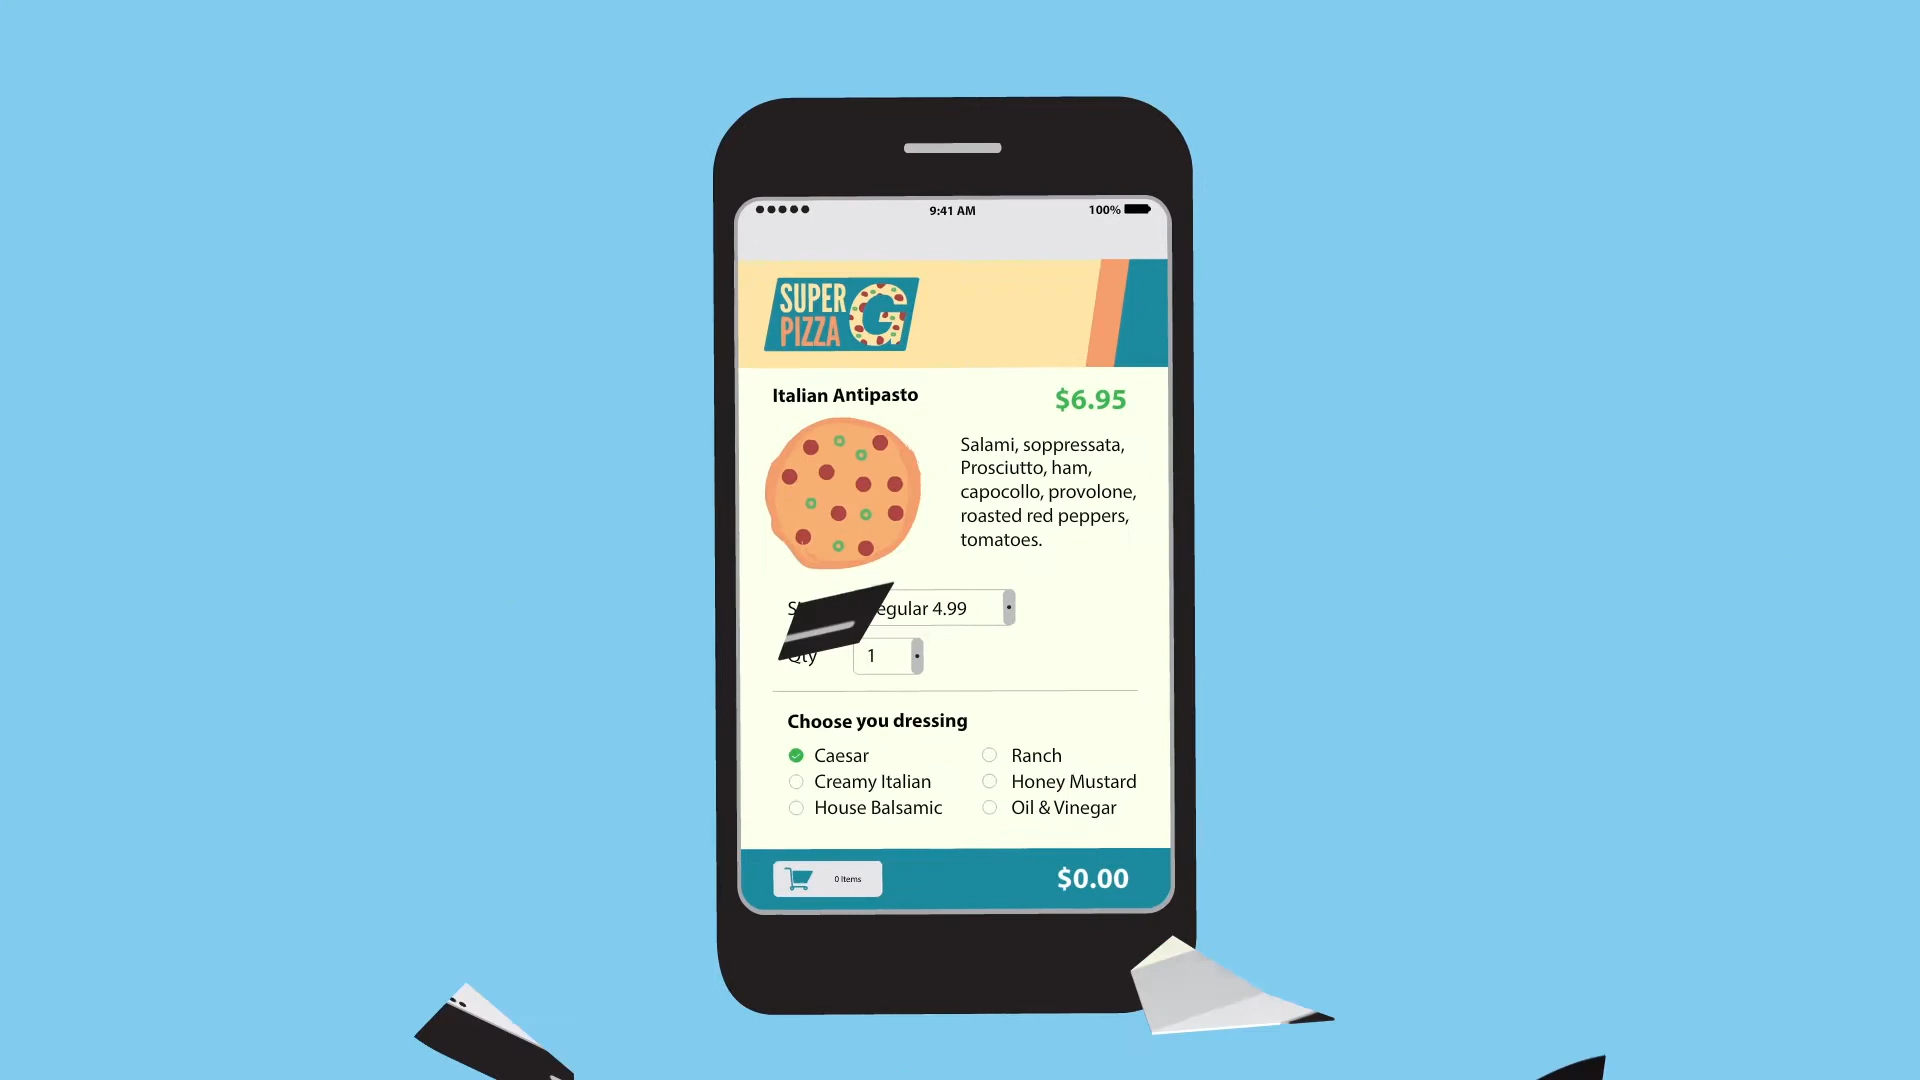 9:41 AM
100%
SUPER
PIZZA
G
Italian Antipasto
$6.95
Salami, soppressata,
Prosciutto, ham,
capocollo, provolone,
roasted red peppers,
tomatoes.
4.99
Qty
1
Choose you dressing
Caesar
Ranch
Creamy Italian
Honey Mustard
House Balsamic
Oil & Vinegar
0 Items
$0.00